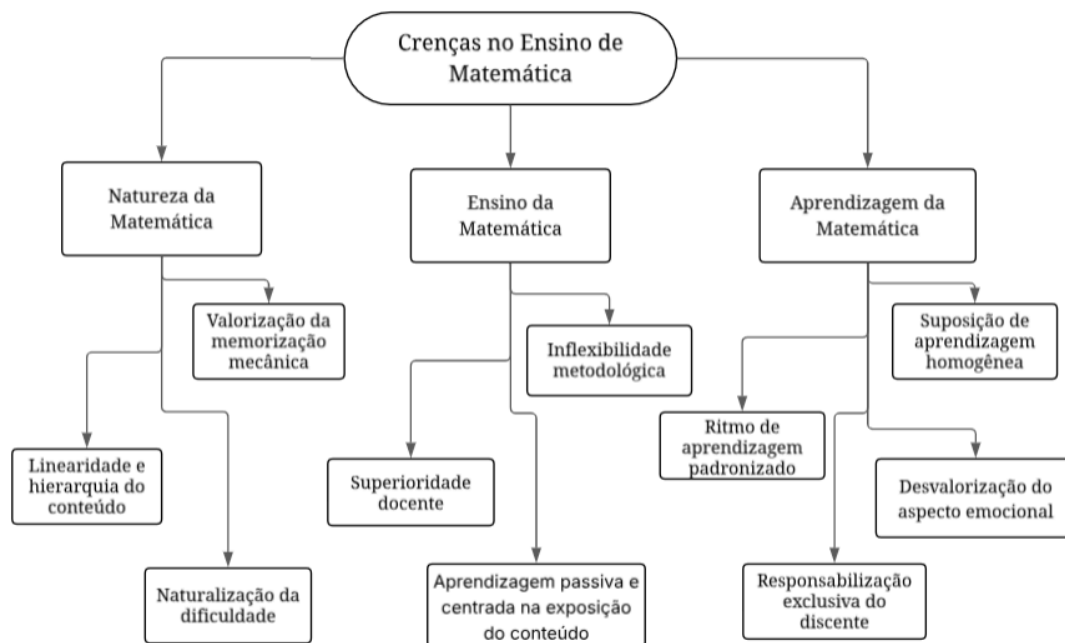 Crenças no Ensino de
Matemática
Natureza da
Matemática
Ensino da
Matemática
Aprendizagem da
Matemática
Valorização da
memorização
mecânica
Linearidade e
hierarquia do
conteúdo
Naturalização da
dificuldade
Inflexibilidade
metodológica
Superioridade
docente
Aprendizagem passiva e
centrada na exposição
do conteúdo
Suposição de
aprendizagem
homogênea
Ritmo de
aprendizagem
padronizado
Desvalorização do
aspecto emocional
Responsabilização
exclusiva do
discente